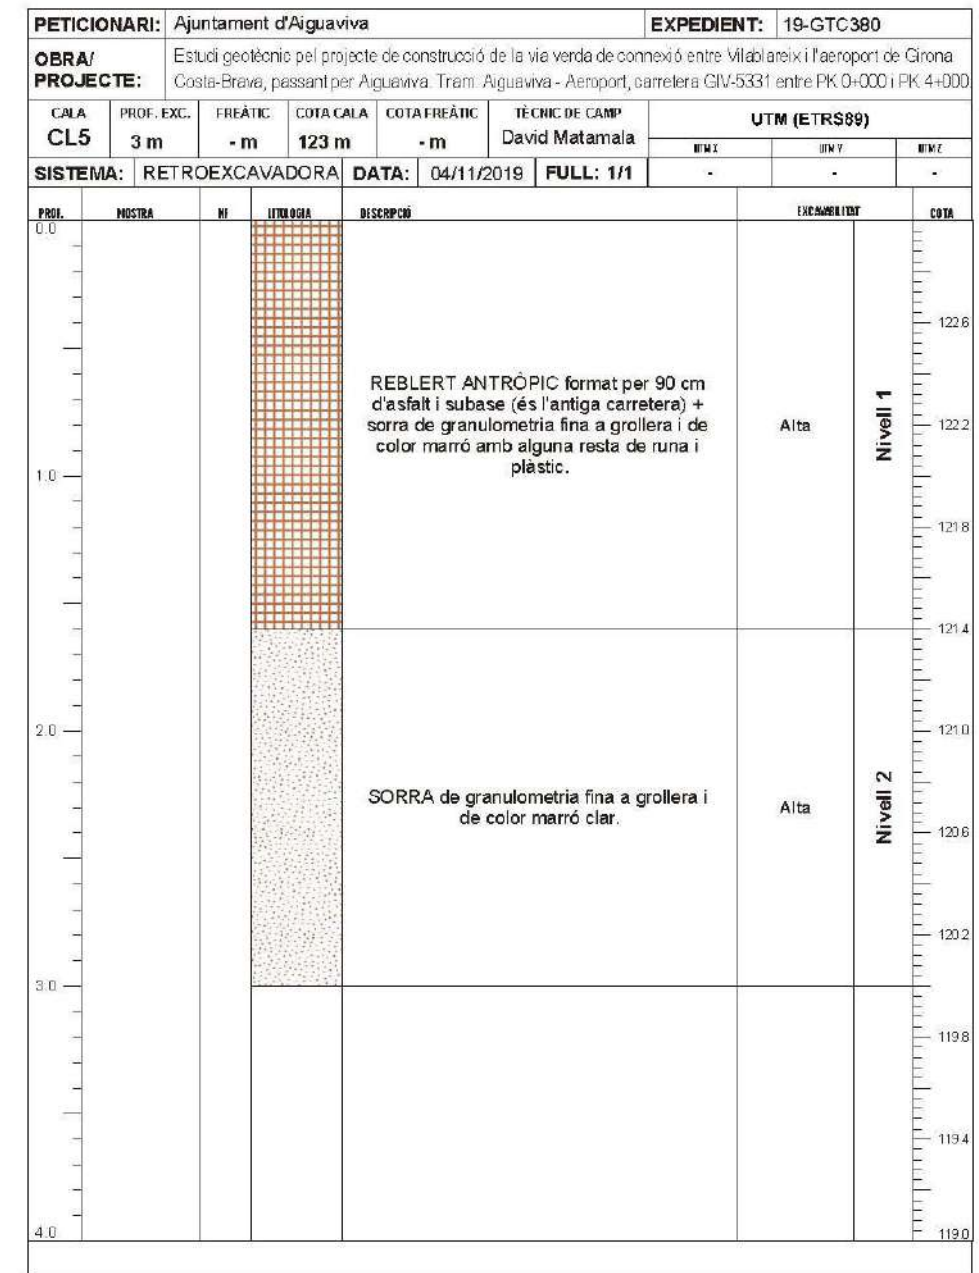 PETICIONARI: Ajuntament d'Aiguaviva EXPEDIENT: 19-GTC380
OBRA/ PROJECTE: Estudi geotècnic pel projecte de construcció de la via verda de connexió entre Vilablareix i l'aeroport de Girona
Costa-Brava, passant per Aiguaviva. Tram: Aiguaviva - Aeroport, carretera GIV-5331 entre PK 0+000 i PK 4+000
CALA PROF. EXC. FREÀTIC COTA CALA COTA FREÀTIC TÈCNIC DE CAMP UTM (ETRS89)
CL5 3 m - m 123 m - m David Matamala UTM X UTM Y UTM Z
SISTEMA: RETROEXCAVADORA DATA: 04/11/2019 FULL: 1/1 - - -
PROF. MOSTRA NF LITOLOGIA DESCRIPCIÓ EXCAVABILITAT COTA
0.0
122.6
REBLERT ANTRÒPIC format per 90 cm
d'asfalt i subase (és l'antiga carretera) +
sorra de granulometria fina a grollera i de
color marró amb alguna resta de runa i
plàstic.
Alta
Nivell 1
122.2
1.0
121.8
121.4
2.0
121.0
SORRA de granulometria fina a grollera i
de color marró clar.
Alta
Nivell 2
120.6
120.2
3.0
119.8
119.4
4.0
119.0